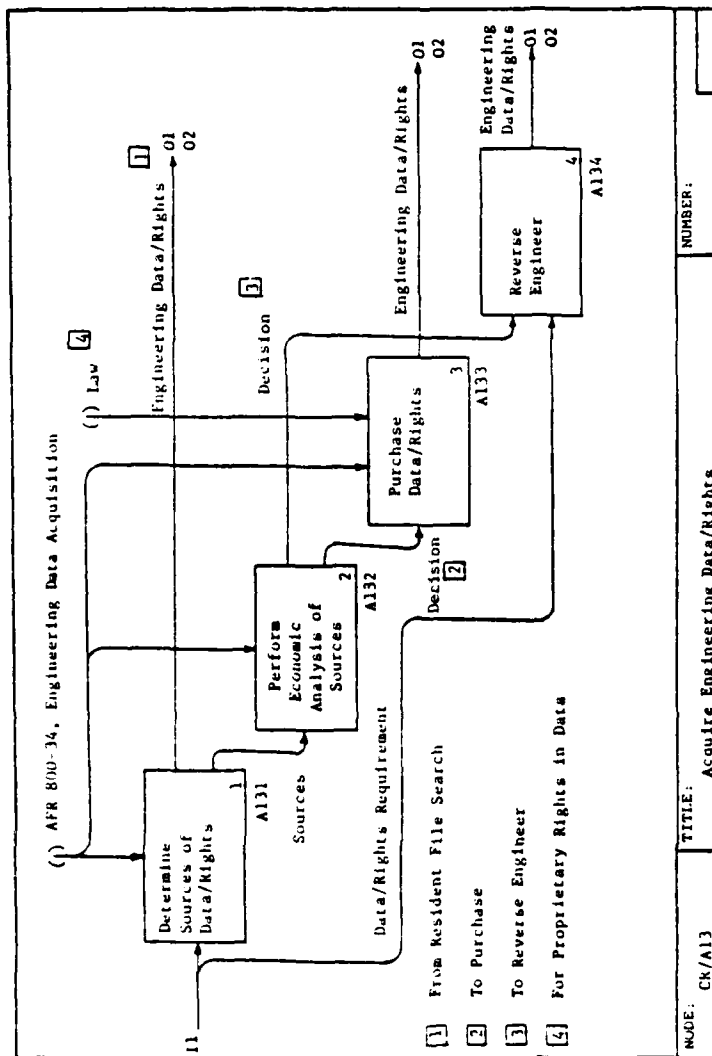 ( ) AFR 800-34, Engineering Data Acquisition
( ) Law
4
Engineering Data/Rights
1
O1
O2
I1
Determine
Sources of
Data/Rights
1
A131
Sources
Perform
Economic
Analysis of
Sources
2
A132
Decision
3
Decision
2
Purchase
Data/Rights
3
A133
Engineering Data/Rights
O1
O2
Data/Rights Requirement
Reverse
Engineer
4
A134
Engineering
Data/Rights
O1
O2
1 From Resident File Search
2 To Purchase
3 To Reverse Engineer
4 For Proprietary Rights in Data
NODE: CK/A13
TITLE: Acquire Engineering Data/Rights
NUMBER: